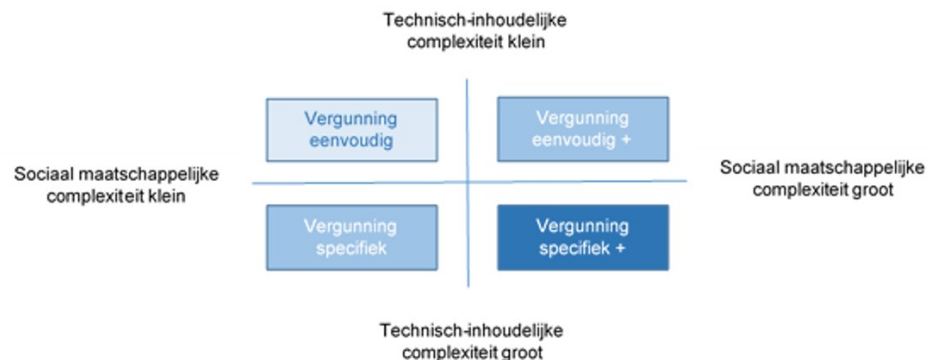 Technisch-inhoudelijke
complexiteit klein
Vergunning
eenvoudig
Vergunning
eenvoudig +
Sociaal maatschappelijke
complexiteit klein
Sociaal maatschappelijke
complexiteit groot
Vergunning
specifiek
Vergunning
specifiek +
Technisch-inhoudelijke
complexiteit groot